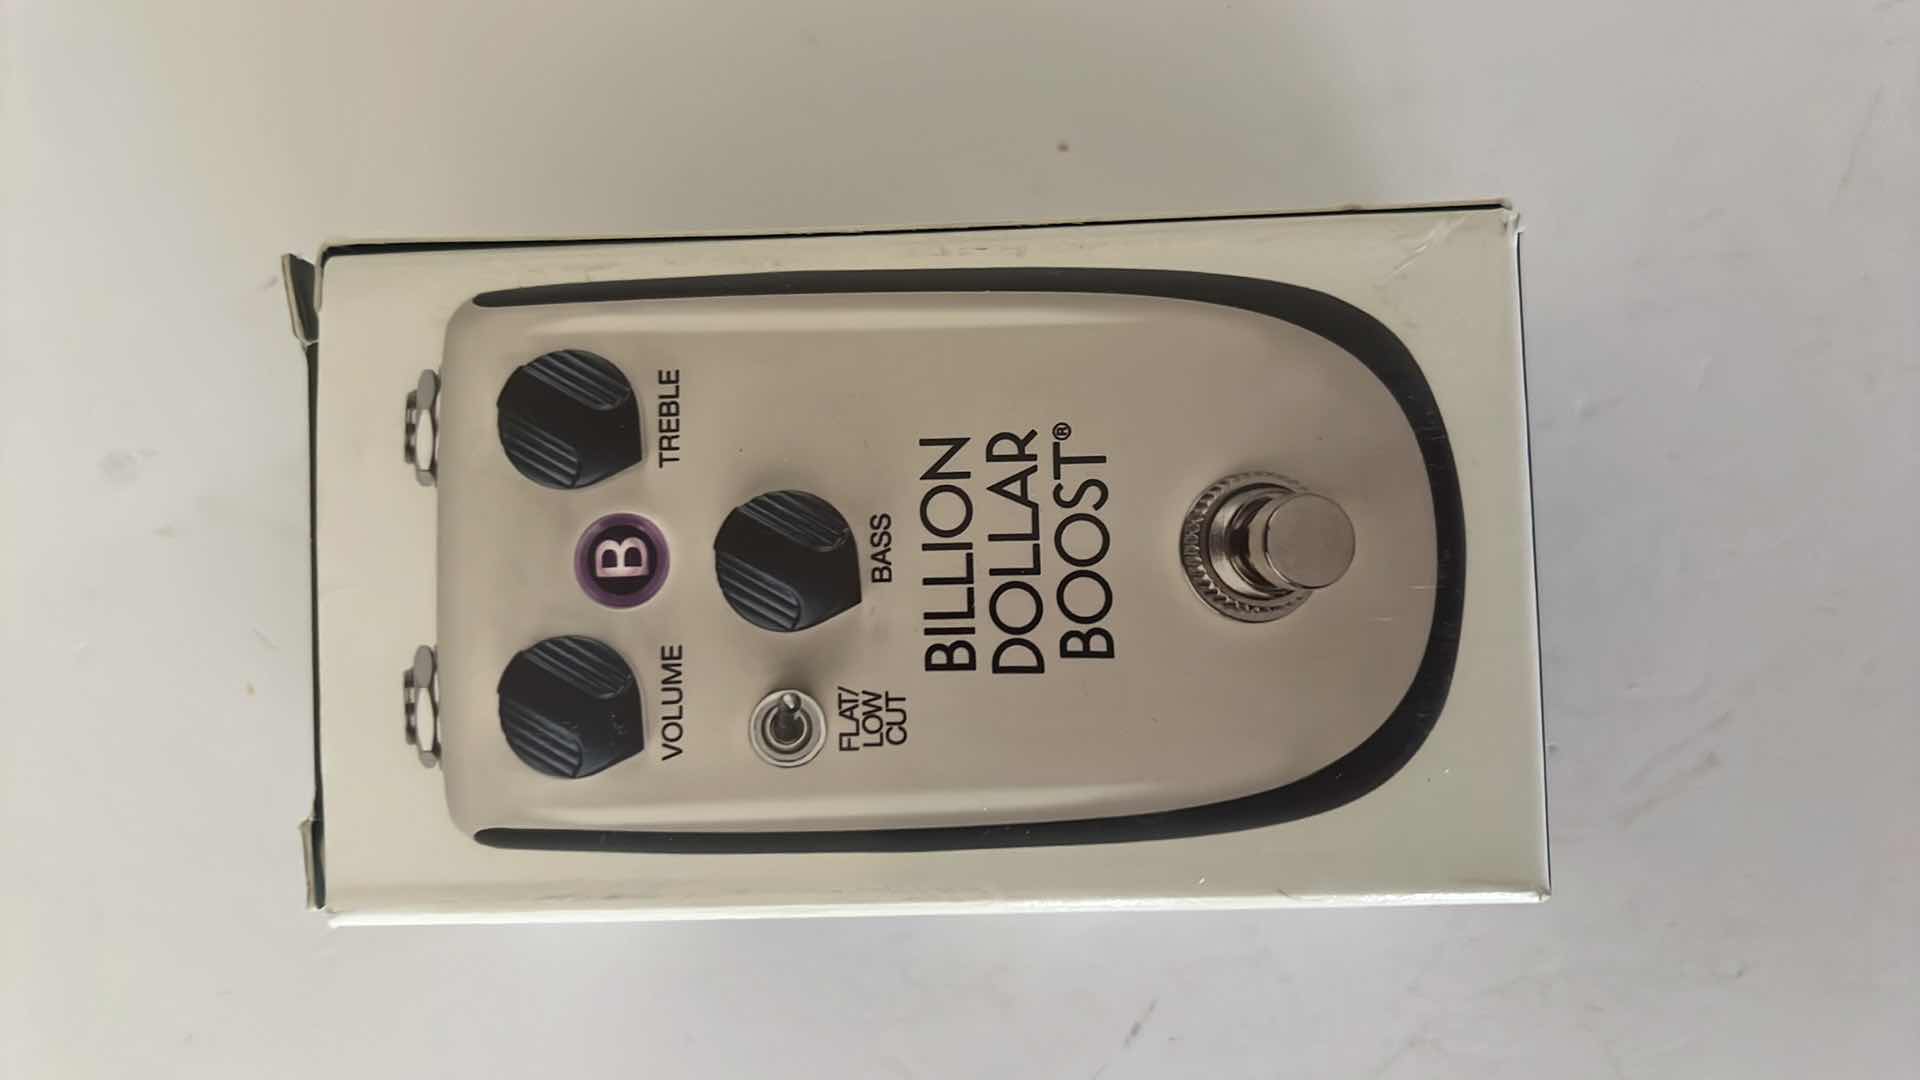 VOLUME
B
TREBLE
FLAT/
LOW
CUT
BASS
BILLION
DOLLAR
BOOST®